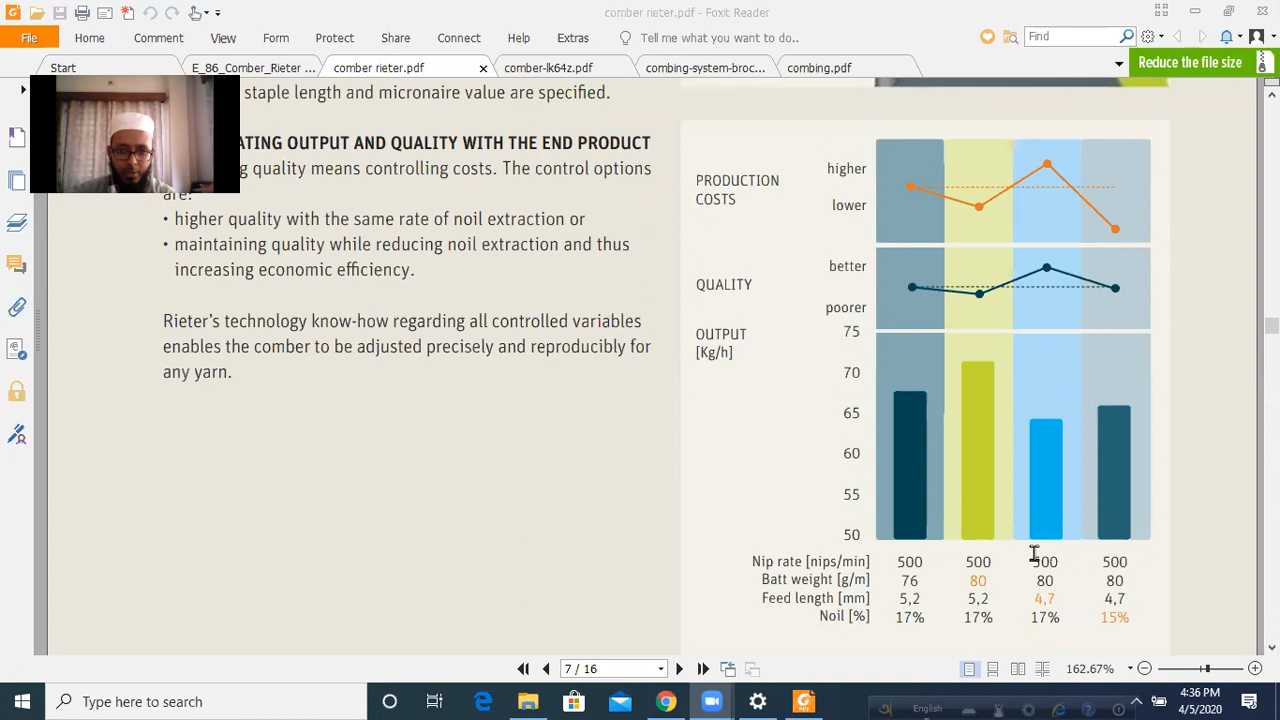 comber rieter.pdf - Foxit Reader
File Home Comment View Form Protect Share Connect Help Extras Tell me what you want to do.. Find
Start E_86_Comber_Rieter ... comber rieter.pdf comber-lk64z.pdf combing-system-broc... combing.pdf Reduce the file size
staple length and micronaire value are specified.
ATING OUTPUT AND QUALITY WITH THE END PRODUCT
g quality means controlling costs. The control options
are:
• higher quality with the same rate of noil extraction or
• maintaining quality while reducing noil extraction and thus
increasing economic efficiency.
Rieter's technology know-how regarding all controlled variables
enables the comber to be adjusted precisely and reproducibly for
any yarn.
PRODUCTION
COSTS
higher
lower
QUALITY
better
poorer
OUTPUT
[Kg/h]
75
70
65
60
55
50
Nip rate [nips/min] 500 500 500 500
Batt weight [g/m] 76 80 80 80
Feed length [mm] 5,2 5,2 4,7 4,7
Noil [%] 17% 17% 17% 15%
7 / 16 162.67%
Type here to search
English
4:36 PM
4/5/2020